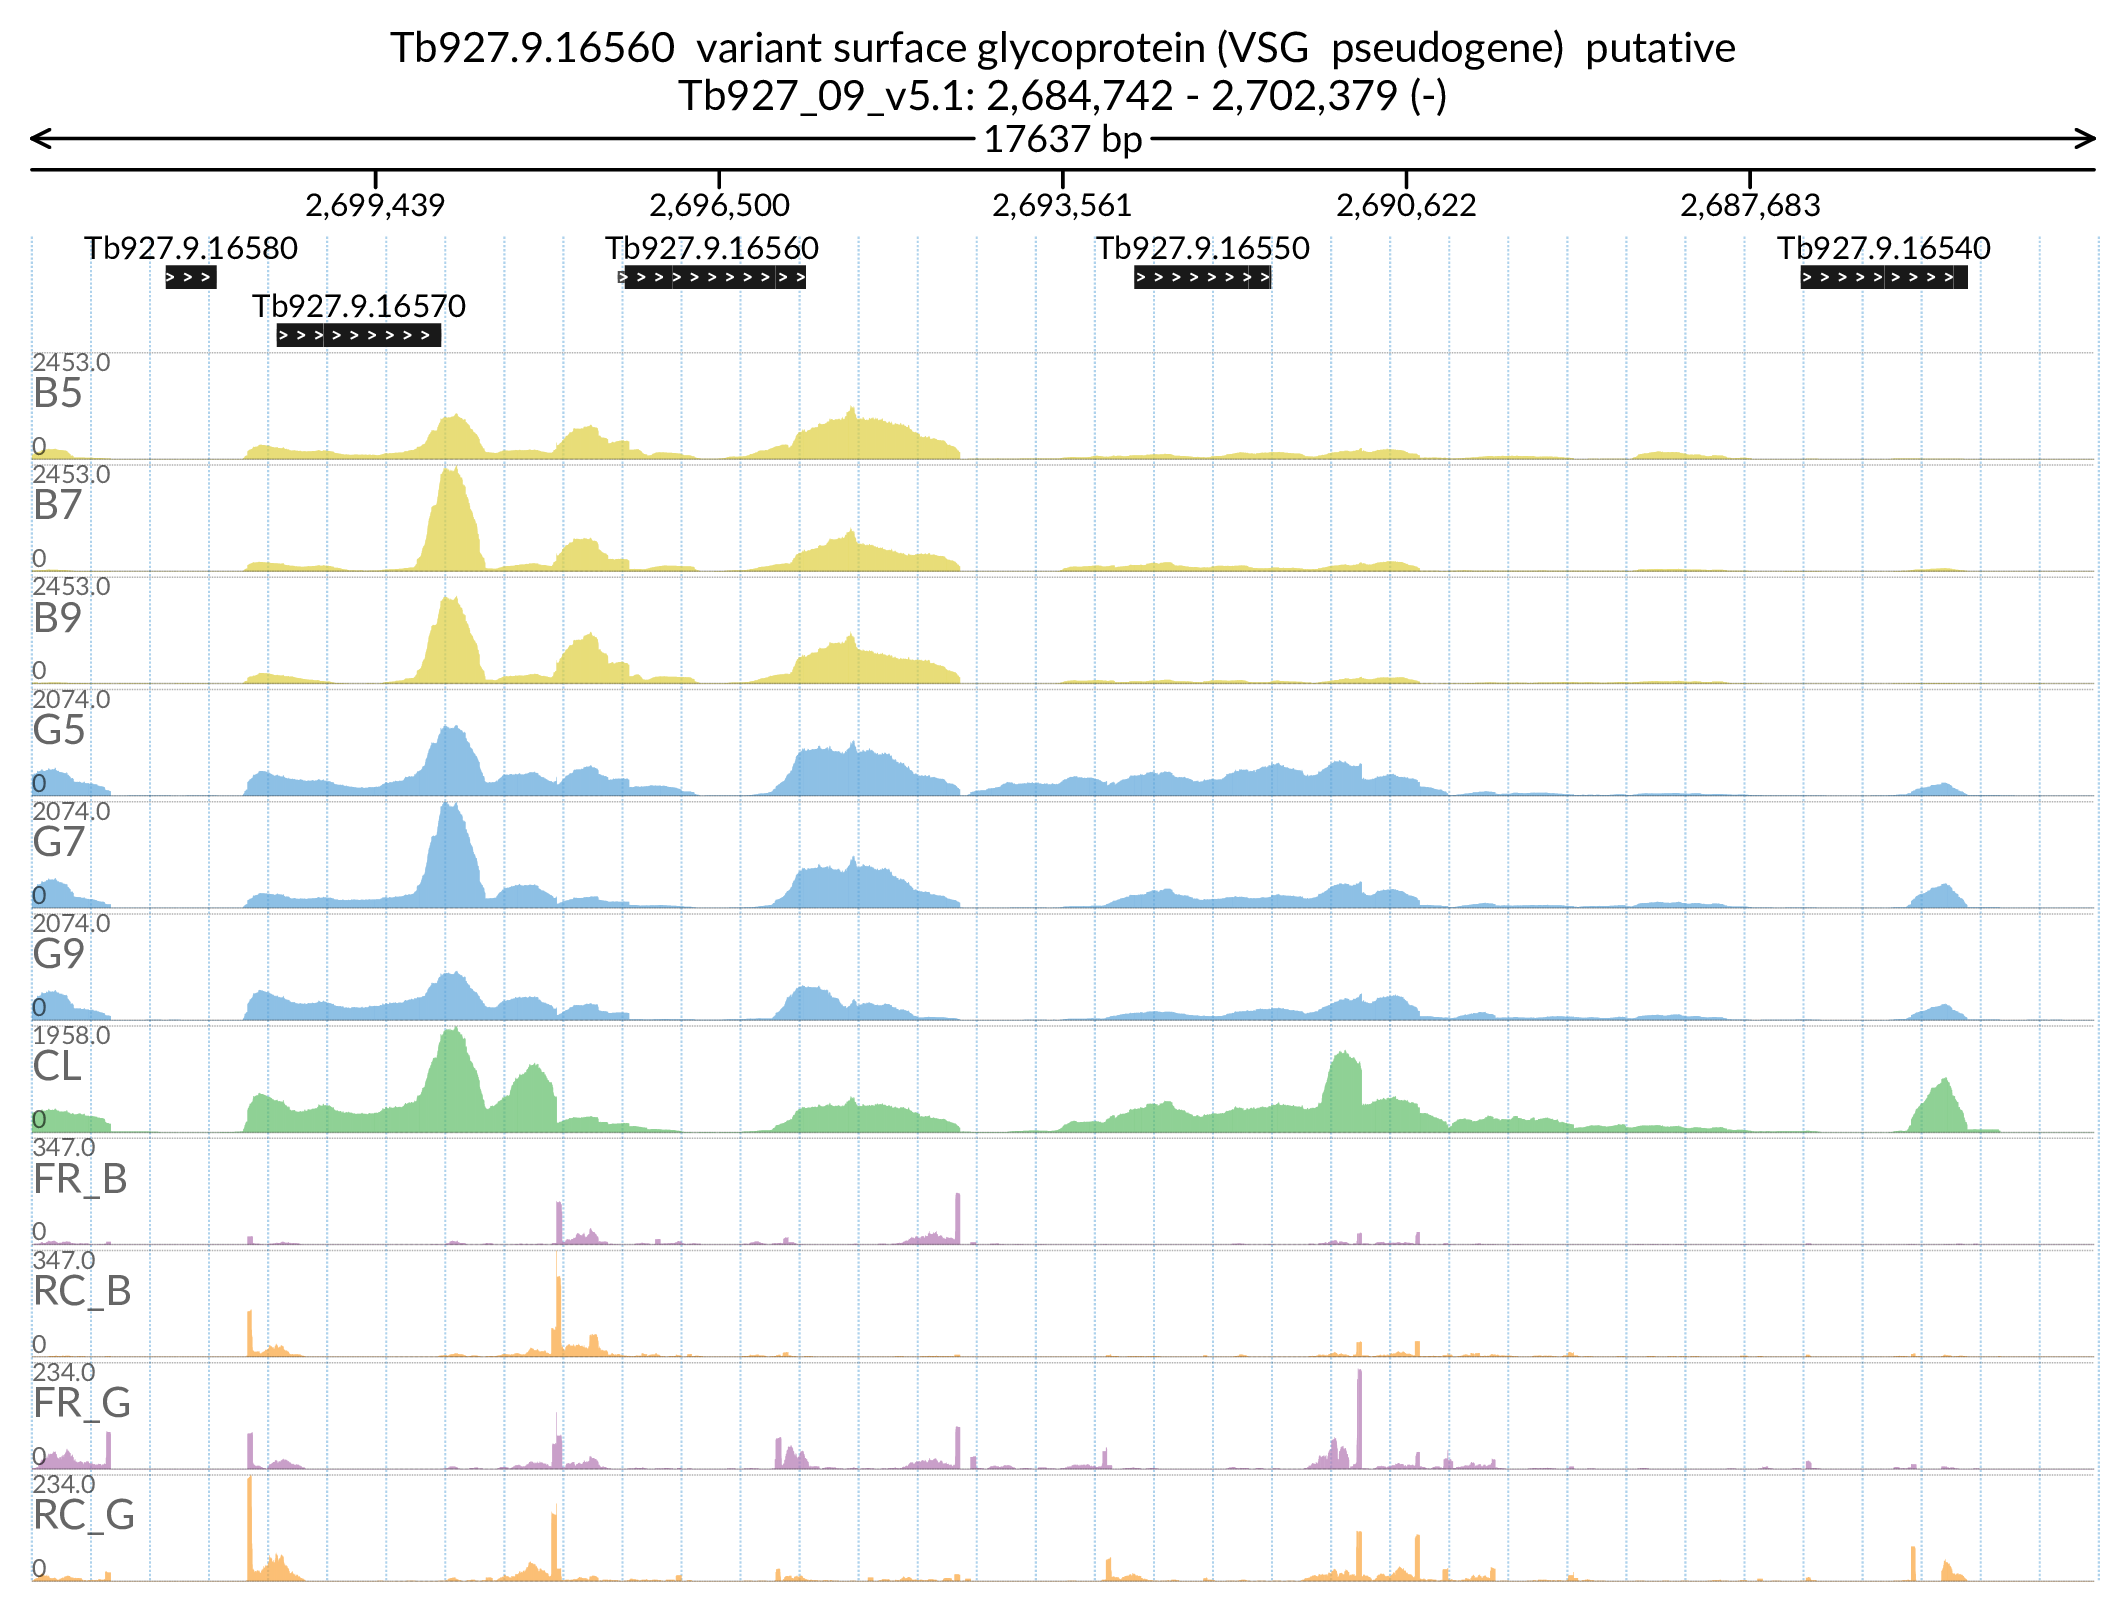 Tb927.9.16560  variant surface glycoprotein (VSG  pseudogene)  putative
Tb927_09_v5.1: 2,684,742 - 2,702,379 (-)
17637 bp
2,699,439 2,696,500 2,693,561 2,690,622 2,687,683
Tb927.9.16580 Tb927.9.16560 Tb927.9.16550 Tb927.9.16540
Tb927.9.16570
2453.0
B5
0
2453.0
B7
0
2453.0
B9
0
2074.0
G5
0
2074.0
G7
0
2074.0
G9
0
1958.0
CL
0
347.0
FR_B
0
347.0
RC_B
0
234.0
FR_G
0
234.0
RC_G
0